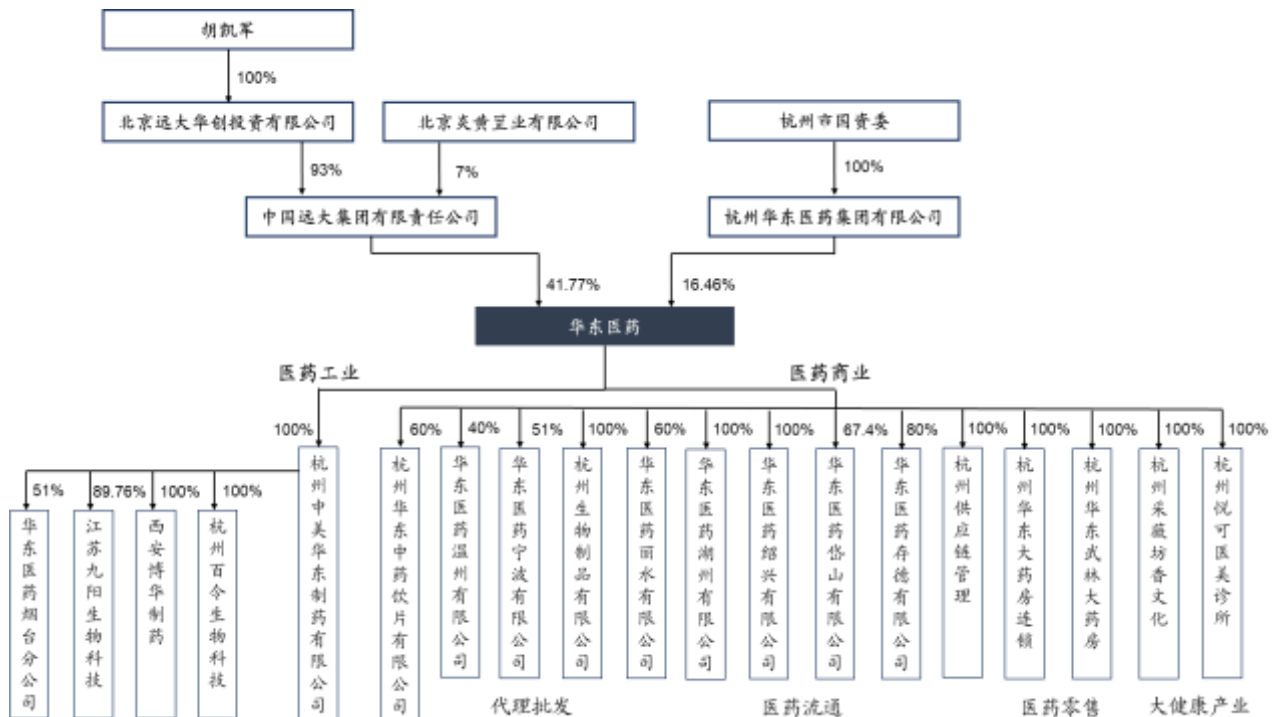 胡凯军
100%
北京远大华创投资有限公司
北京炎黄置业有限公司
杭州市国资委
93%
7%
100%
中国远大集团有限责任公司
杭州华东医药集团有限公司
41.77%
16.46%
华东医药
医药工业
医药商业
100%
60%
40%
51%
100%
60%
100%
100%
67.4%
80%
100%
100%
100%
100%
100%
51%
89.76%
100%
100%
华东医药烟台分公司
江苏九阳生物科技
西安博华制药
杭州百令生物科技
杭州中美华东制药有限公司
杭州华东中药饮片有限公司
华东医药温州有限公司
华东医药宁波有限公司
杭州生物制品有限公司
华东医药丽水有限公司
华东医药湖州有限公司
华东医药绍兴有限公司
华东医药岱山有限公司
华东医药存德有限公司
杭州供应链管理
杭州华东大药房连锁
杭州华东武林大药房
杭州采薇坊香文化
杭州悦可医美诊所
代理批发
医药流通
医药零售
大健康产业